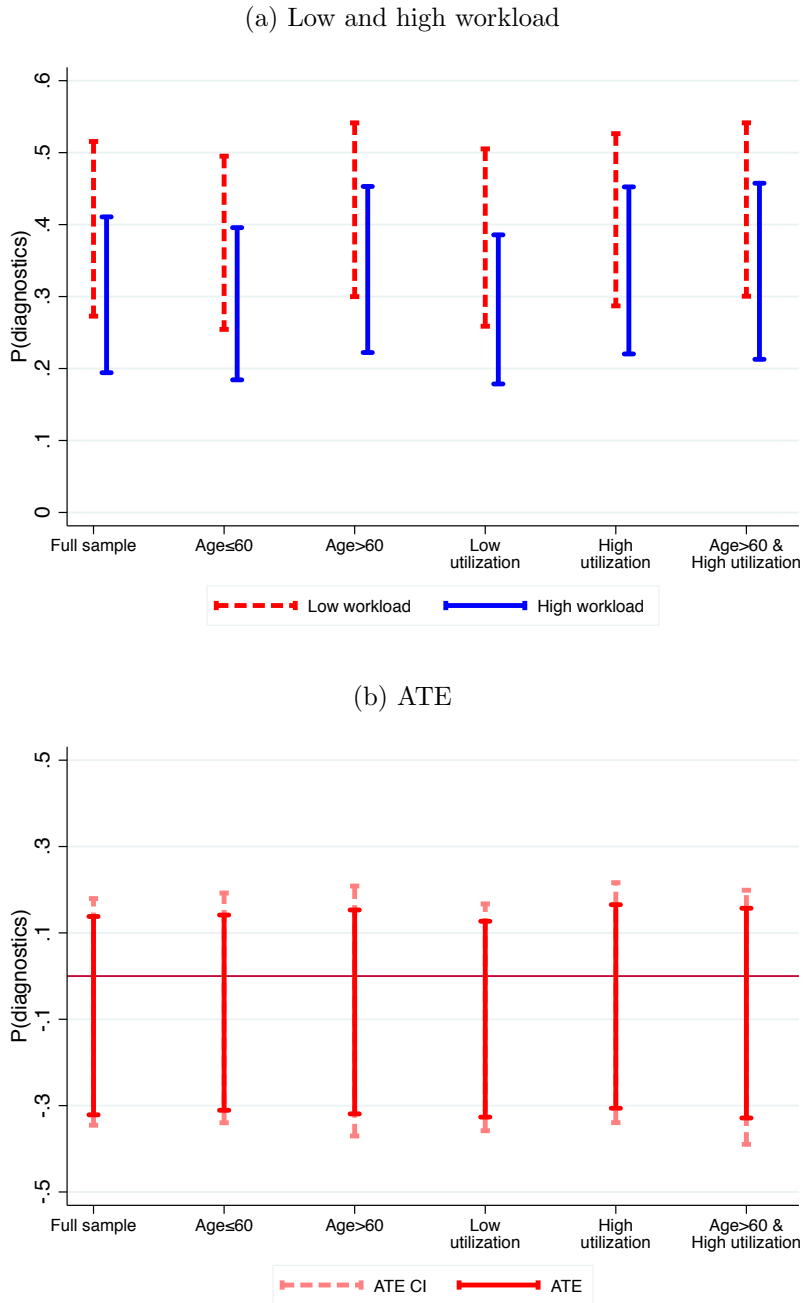 (a) Low and high workload
P(diagnostics)
.6
.5
.4
.3
.2
.1
0
Full sample
Age≤60
Age>60
Low
utilization
High
utilization
Age>60 &
High utilization
Low workload
High workload
(b) ATE
P(diagnostics)
.5
.3
.1
-.1
-.3
-.5
Full sample
Age≤60
Age>60
Low
utilization
High
utilization
Age>60 &
High utilization
ATE CI
ATE